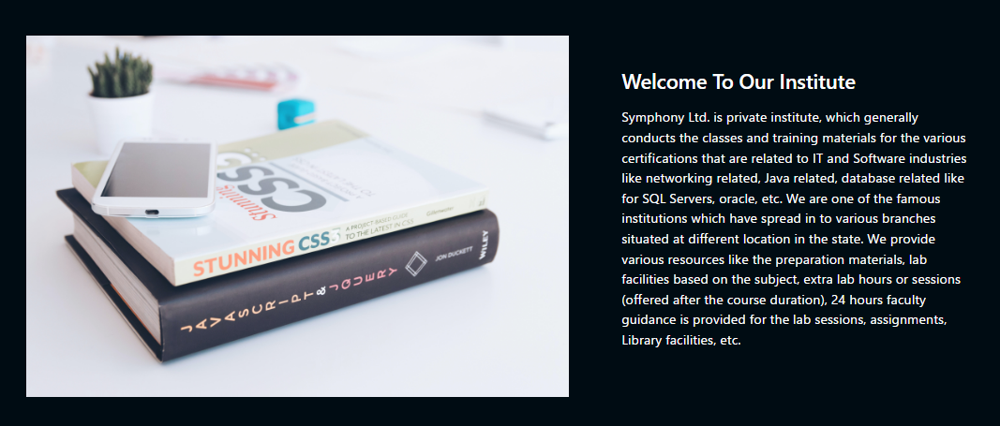 Welcome To Our Institute
Symphony Ltd. is private institute, which generally
conducts the classes and training materials for the various
certifications that are related to IT and Software industries
like networking related, Java related, database related like
for SQL Servers, oracle, etc. We are one of the famous
institutions which have spread in to various branches
situated at different location in the state. We provide
various resources like the preparation materials, lab
facilities based on the subject, extra lab hours or sessions
(offered after the course duration), 24 hours faculty
guidance is provided for the lab sessions, assignments,
Library facilities, etc.
CSS
Stunning
STUNNING CSS3
A PROJECT-BASED GUIDE
TO THE LATEST IN CSS
JAVASCRIPT & JQUERY
JON DUCKETT
WILEY